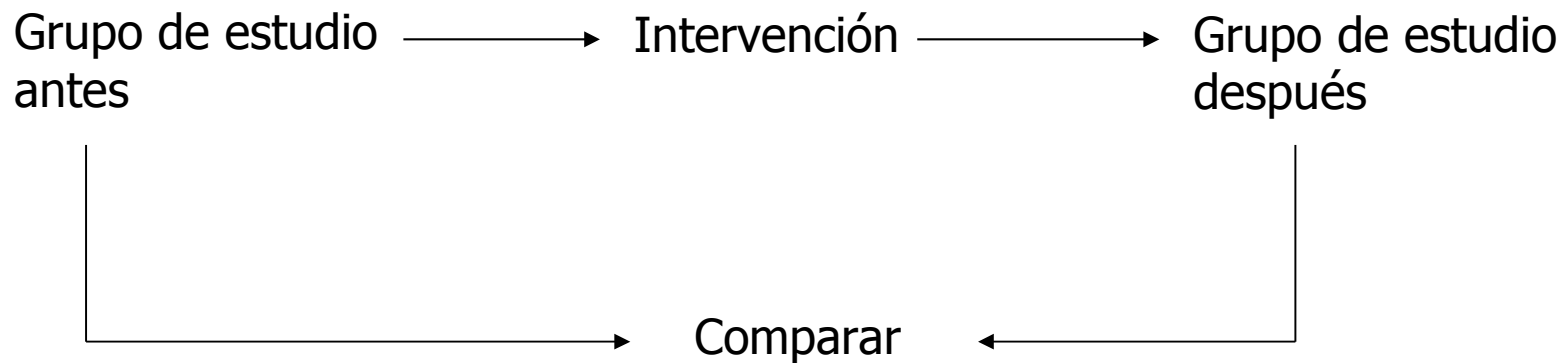 Grupo de estudio
antes
Intervención
Grupo de estudio
después
Comparar